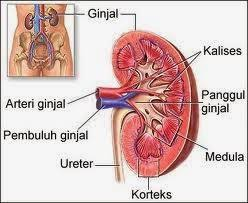 Ginjal
Kalises
Arteri ginjal
Panggul
ginjal
Pembuluh ginjal
Ureter
Medula
Korteks